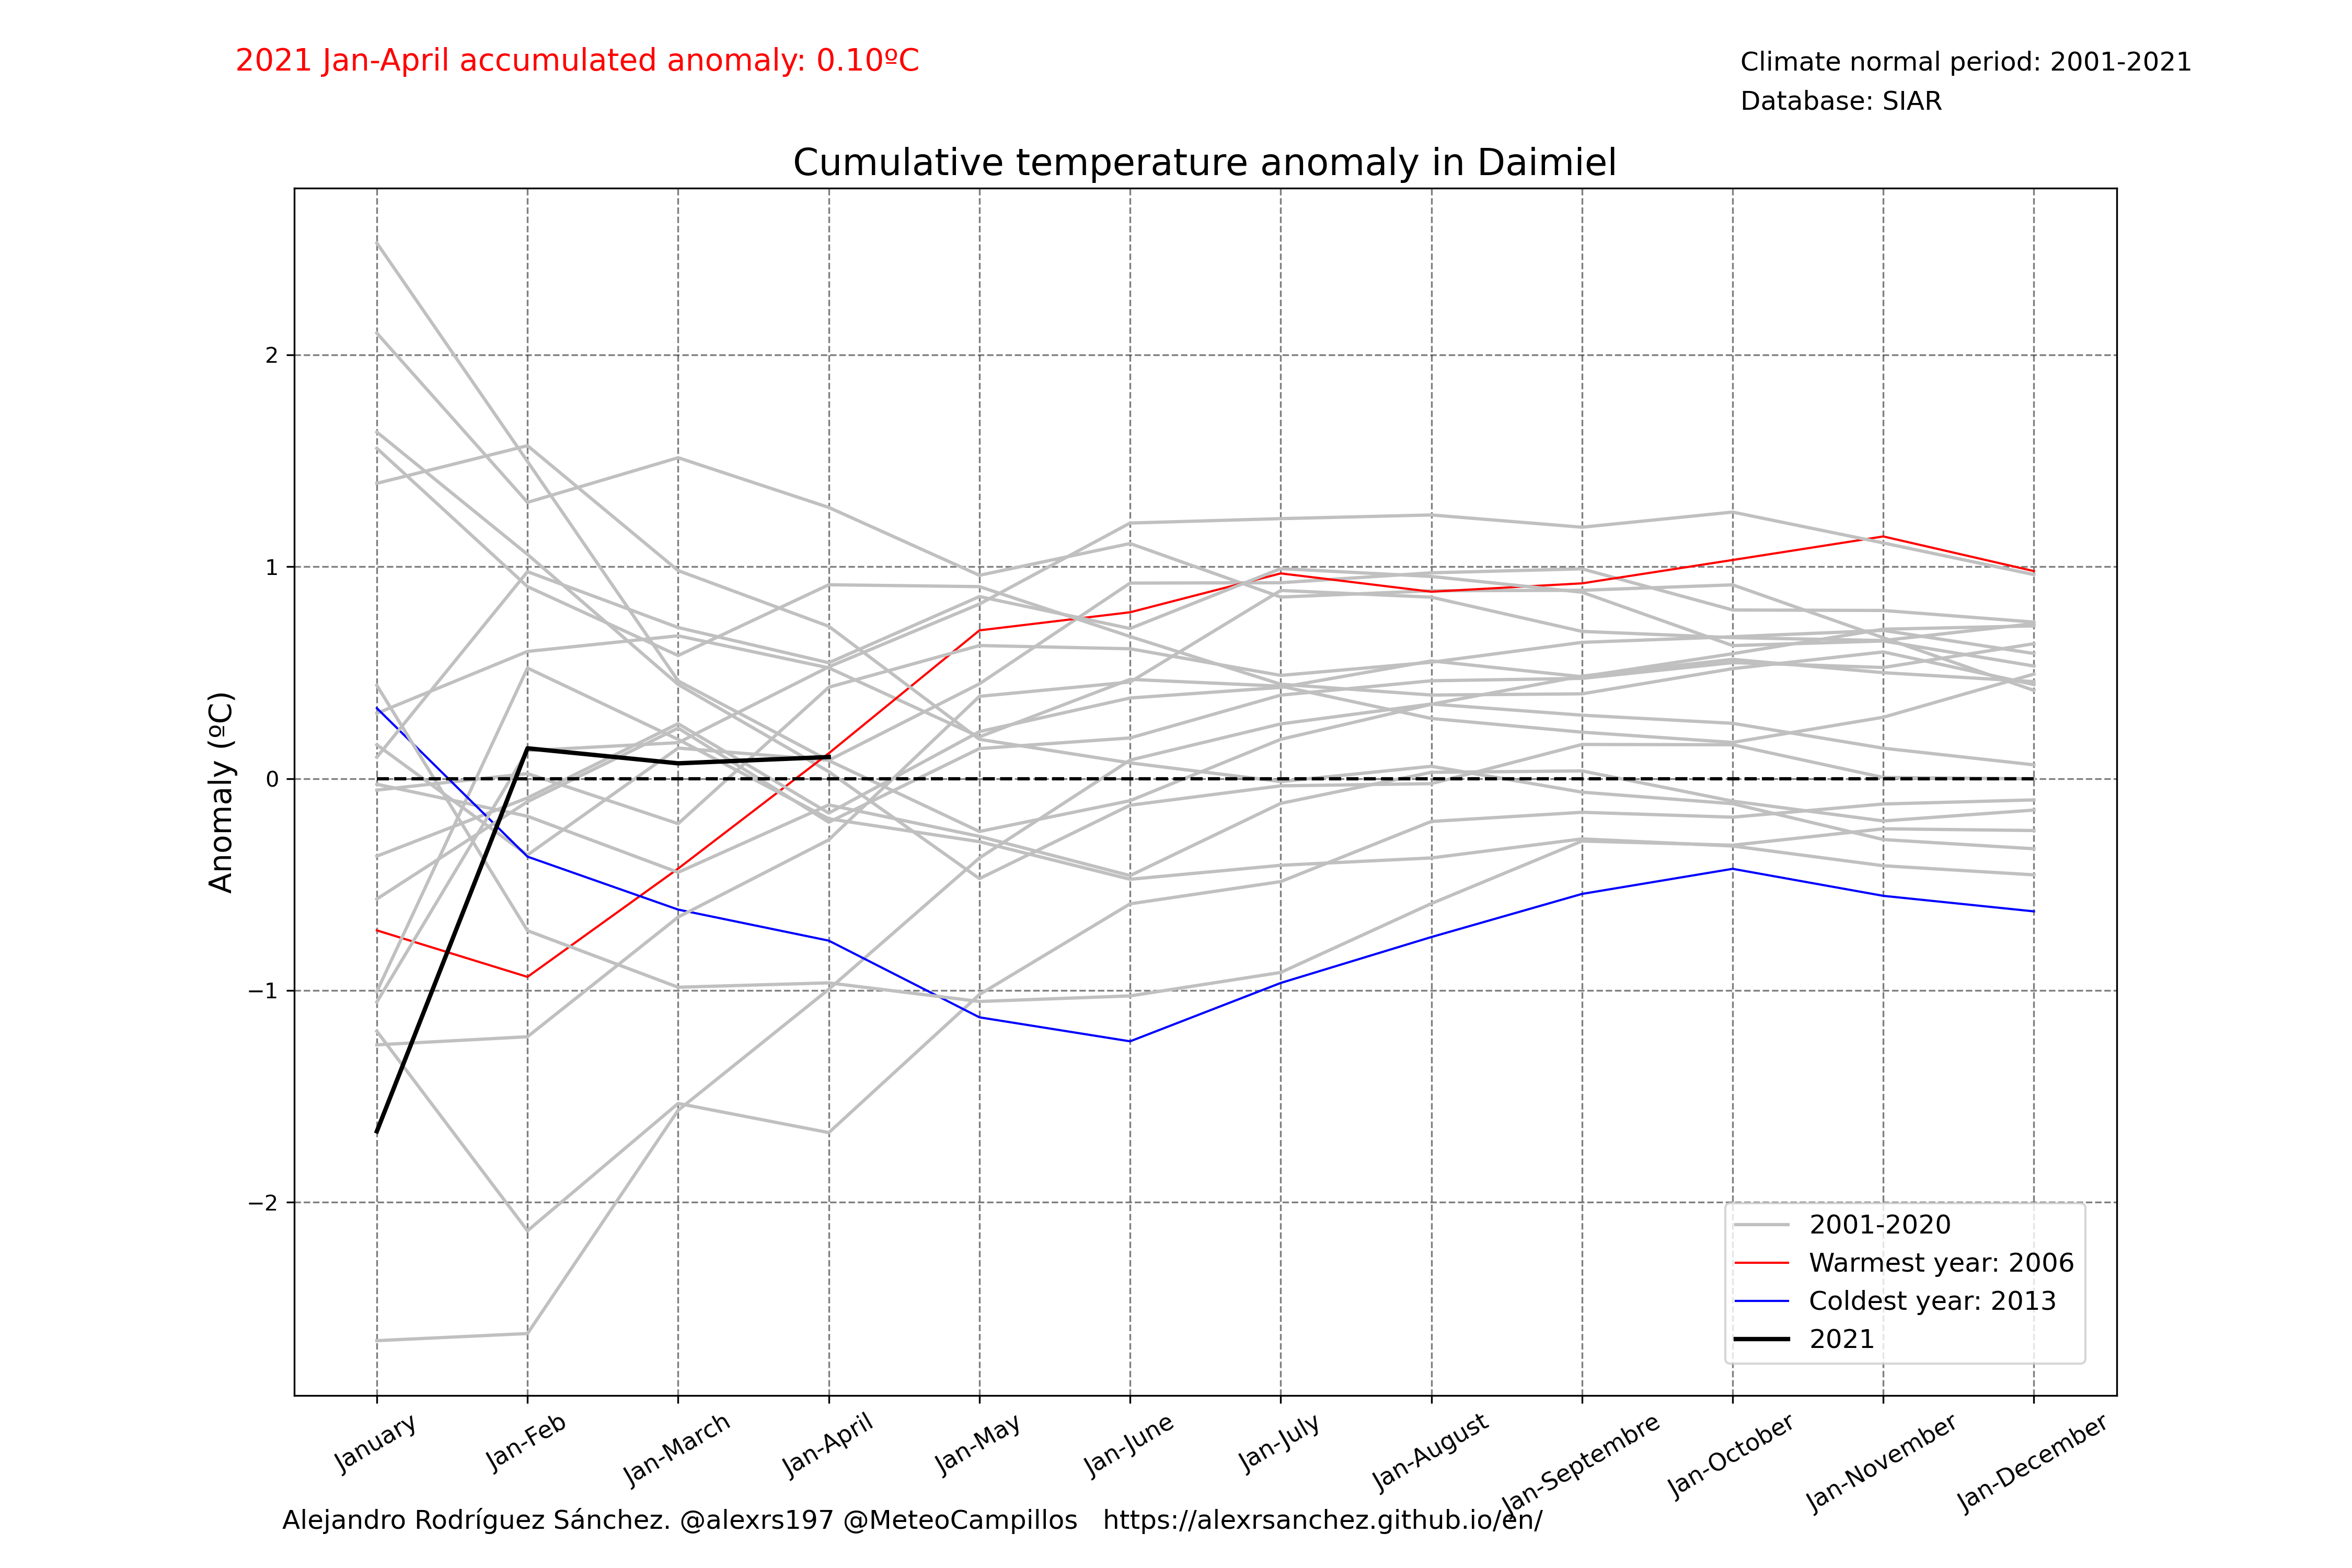 2021 Jan-April accumulated anomaly: 0.10ºC
Climate normal period: 2001-2021
Database: SIAR
Cumulative temperature anomaly in Daimiel
Anomaly (ºC)
2
1
0
−1
−2
2001-2020
Warmest year: 2006
Coldest year: 2013
2021
January
Jan-Feb
Jan-March
Jan-April
Jan-May
Jan-June
Jan-July
Jan-August
Jan-Septembre
Jan-October
Jan-November
Jan-December
Alejandro Rodríguez Sánchez. @alexrs197 @MeteoCampillos   https://alexrsanchez.github.io/en/